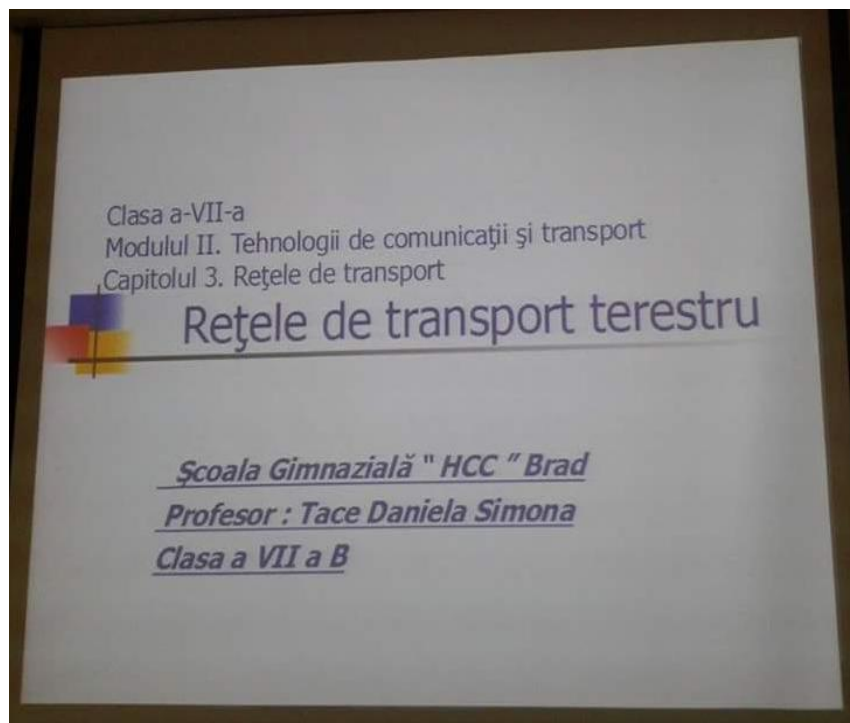 Clasa a-VII-a
Modulul II. Tehnologii de comunicaţii şi transport
Capitolul 3. Reţele de transport
Reţele de transport terestru
Şcoala Gimnazială " HCC " Brad
Profesor : Tace Daniela Simona
Clasa a VII a B